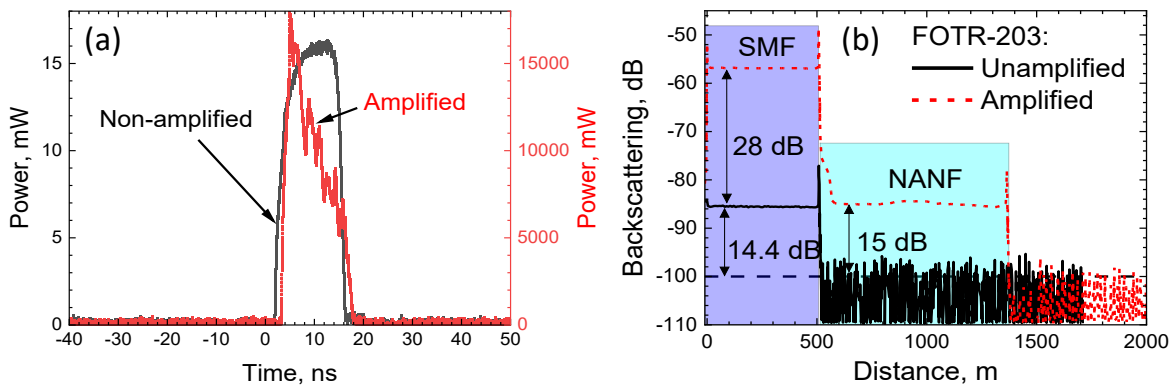 (a)
Non-amplified
Amplified
Power, mW
15
10
5
0
Power, mW
15000
10000
5000
0
-40 -30 -20 -10 0 10 20 30 40 50
Time, ns
(b)
FOTR-203:
Unamplified
Amplified
SMF
NANF
28 dB
14.4 dB
15 dB
Backscattering, dB
-50
-60
-70
-80
-90
-100
-110
0 500 1000 1500 2000
Distance, m